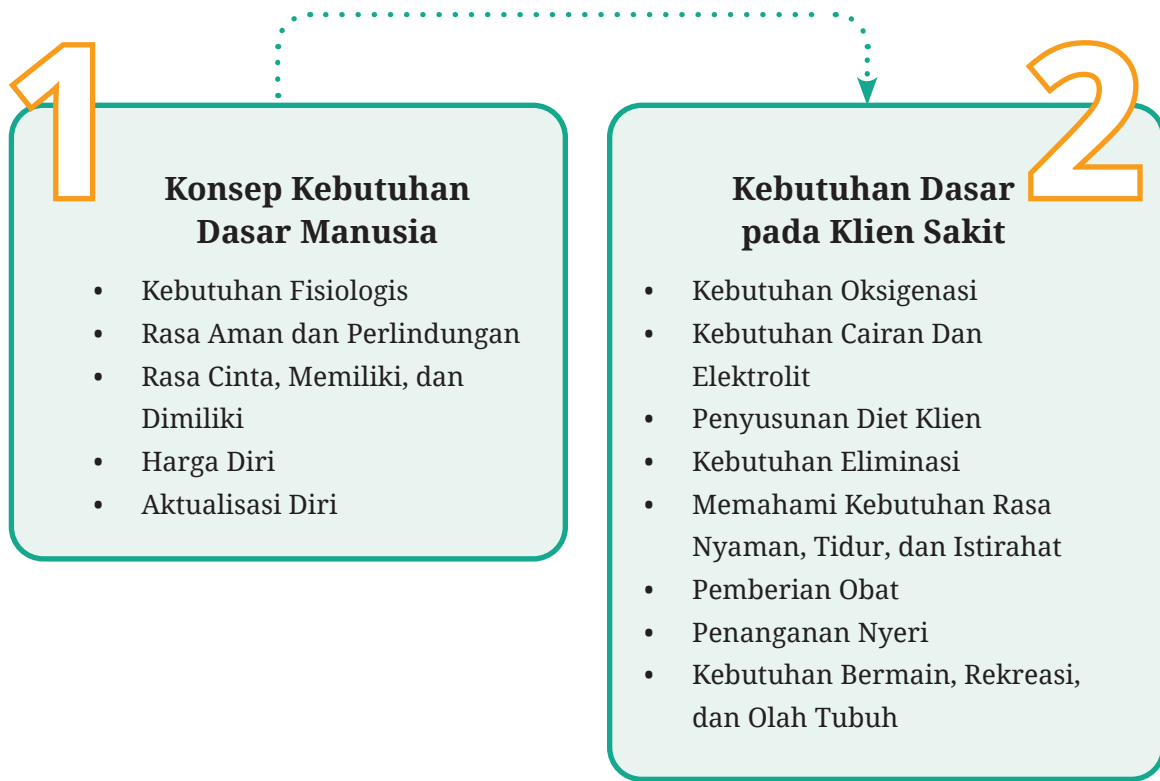 1
Konsep Kebutuhan
Dasar Manusia
• Kebutuhan Fisiologis
• Rasa Aman dan Perlindungan
• Rasa Cinta, Memiliki, dan
Dimiliki
• Harga Diri
• Aktualisasi Diri
2
Kebutuhan Dasar
pada Klien Sakit
• Kebutuhan Oksigenasi
• Kebutuhan Cairan Dan
Elektrolit
• Penyusunan Diet Klien
• Kebutuhan Eliminasi
• Memahami Kebutuhan Rasa
Nyaman, Tidur, dan Istirahat
• Pemberian Obat
• Penanganan Nyeri
• Kebutuhan Bermain, Rekreasi,
dan Olah Tubuh